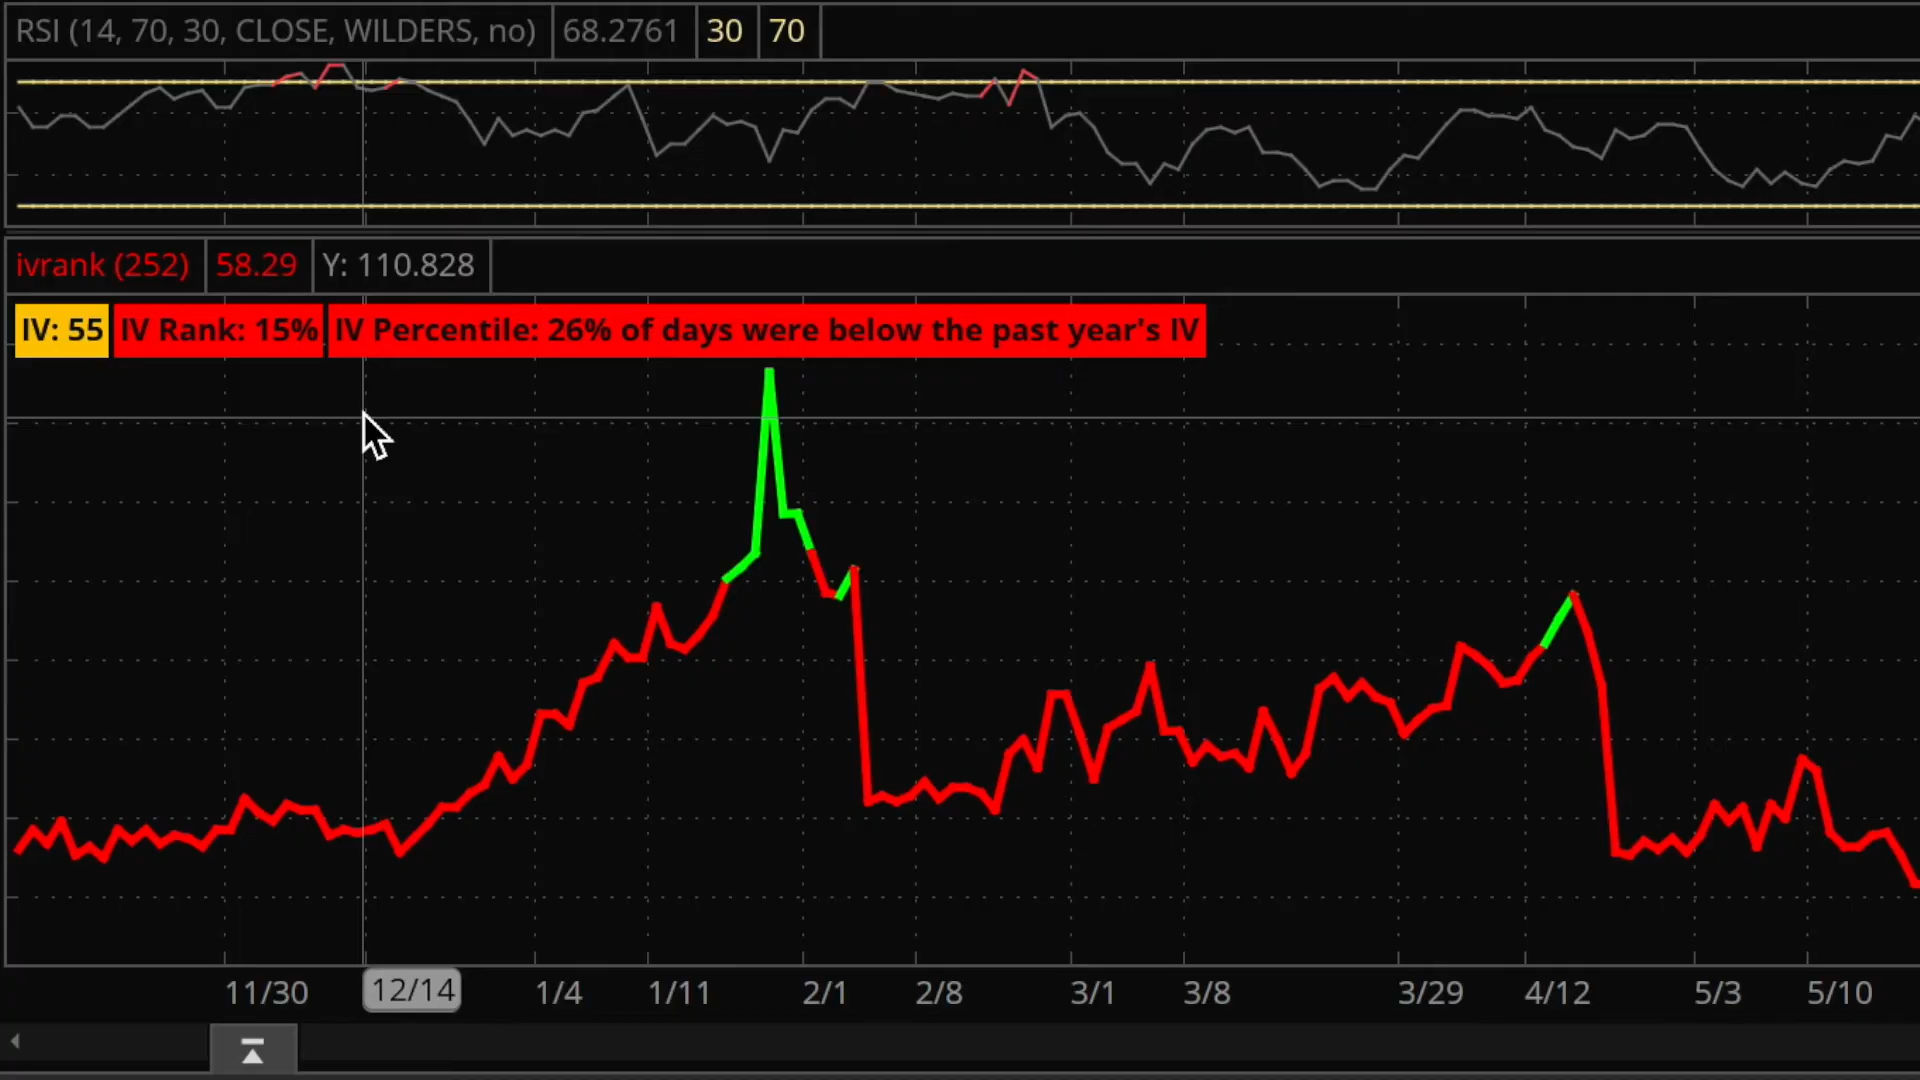 RSI (14, 70, 30, CLOSE, WILDERS, no) 68.2761 30 70
ivrank (252) 58.29 Y: 110.828
IV: 55 IV Rank: 15% IV Percentile: 26% of days were below the past year's IV
11/30 12/14 1/4 1/11 2/1 2/8 3/1 3/8 3/29 4/12 5/3 5/10